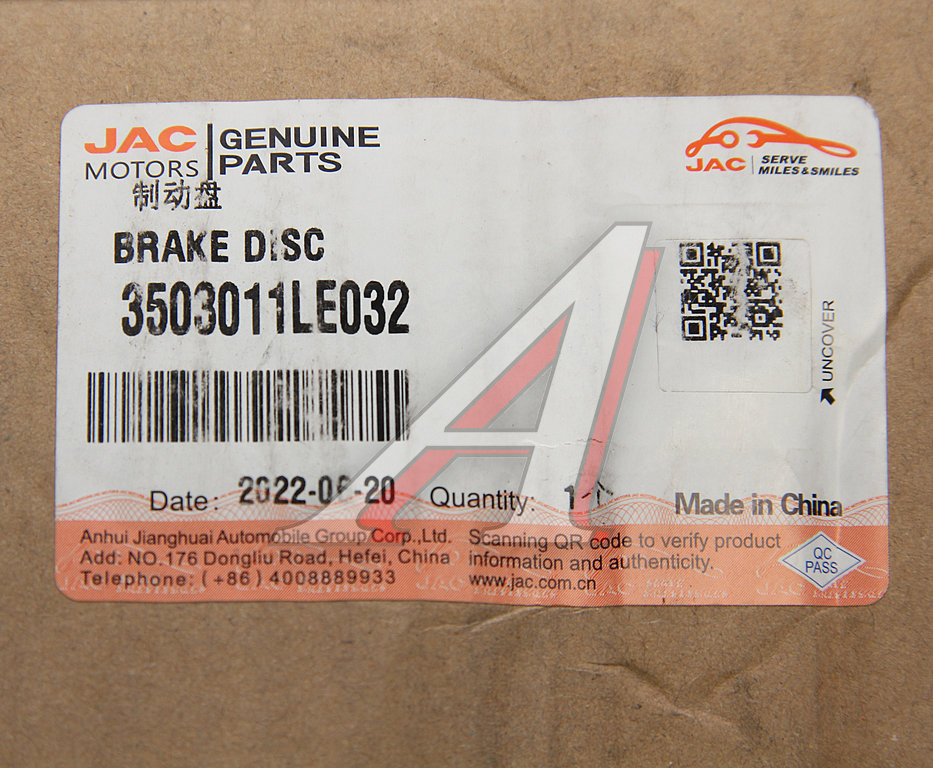 JAC
MOTORS
GENUINE
PARTS
JAC
SERVE
MILES&SMILES
制动盘
BRAKE DISC
3503011LE032
UNCOVER
Date:
Quantity: 1个
Made in China
Anhui Jianghuai Automobile Group Corp.,Ltd.
Add: NO.176 Dongliu Road, Hefei, China
Telephone: (+86) 4008889933
Scanning QR code to verify product
information and authenticity.
www.jac.com.cn
QC
PASS